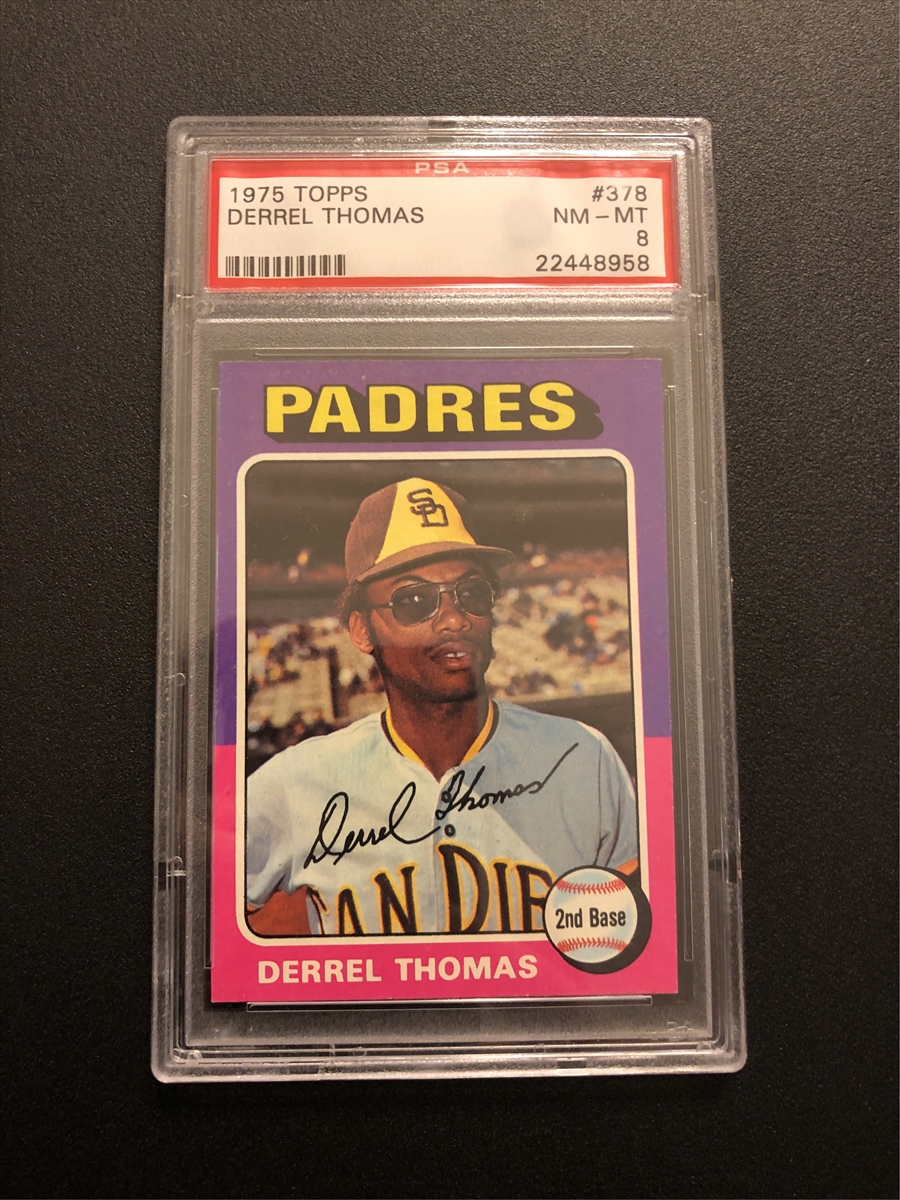 PSA
1975 TOPPS #378
DERREL THOMAS NM - MT
8
22448958
PADRES
SD
Derrel Thomas
SAN DIE
2nd Base
DERREL THOMAS